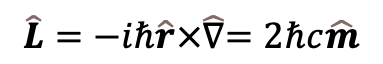 𝑳̂ = −iħ𝒓̂×∇̂= 2ħc𝒎̂